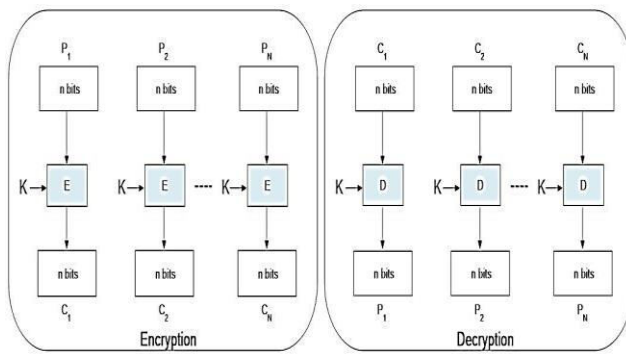 P1 P2 PN
n bits n bits n bits
K E K E ---- K E
n bits n bits n bits
C1 C2 CN
Encryption
C1 C2 CN
n bits n bits n bits
K D K D ---- K D
n bits n bits n bits
P1 P2 PN
Decryption